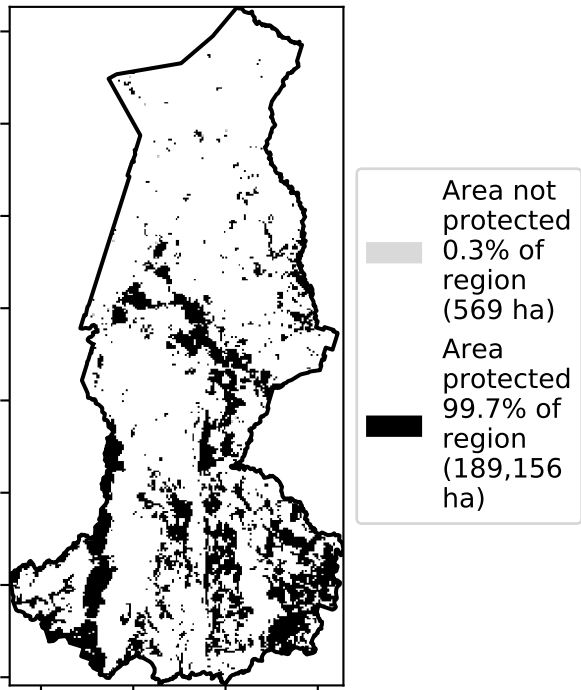 Area not
protected
0.3% of
region
(569 ha)
Area
protected
99.7% of
region
(189,156
ha)